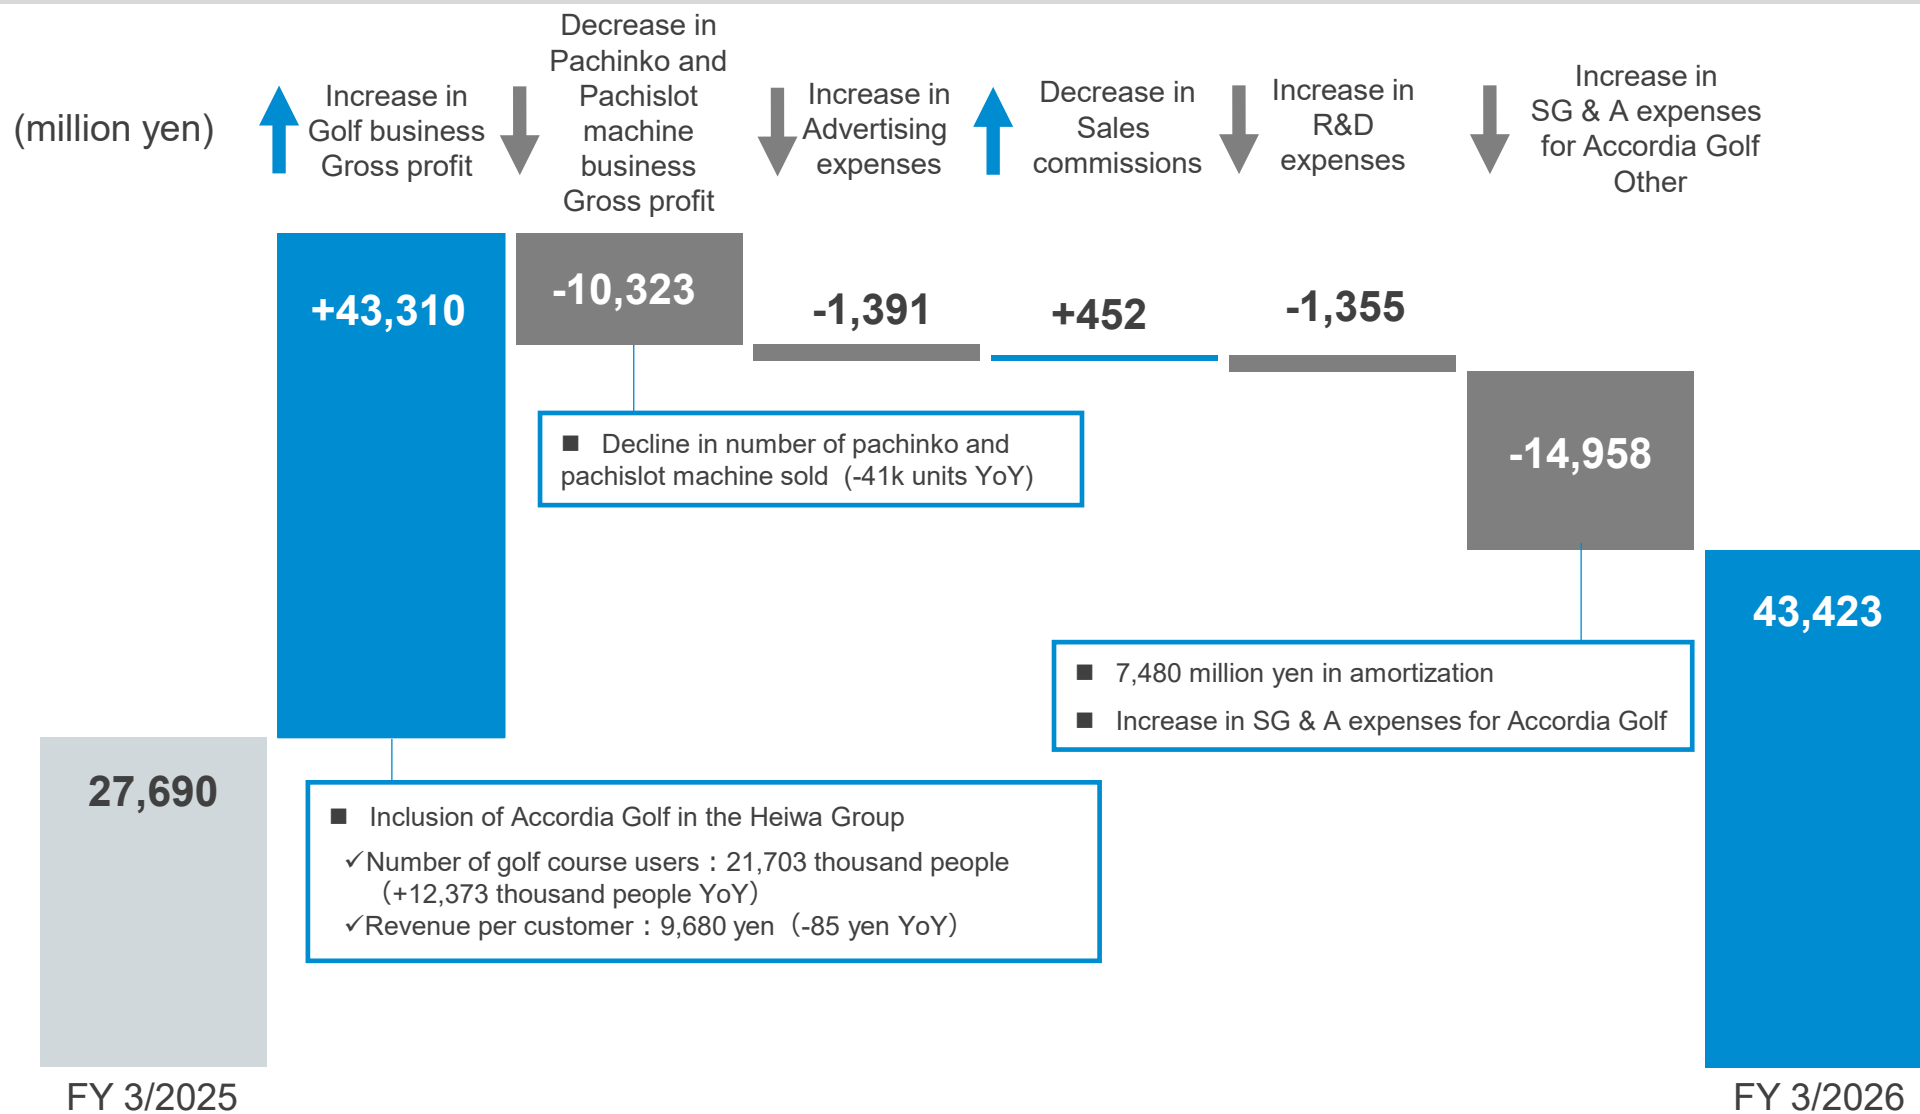 (million yen)
Increase in
Golf business
Gross profit
Decrease in
Pachinko and
Pachislot
machine
business
Gross profit
Increase in
Advertising
expenses
Decrease in
Sales
commissions
Increase in
R&D
expenses
Increase in
SG & A expenses
for Accordia Golf
Other
+43,310
-10,323
-1,391
+452
-1,355
-14,958
■ Decline in number of pachinko and
pachislot machine sold (-41k units YoY)
43,423
■ 7,480 million yen in amortization
■ Increase in SG & A expenses for Accordia Golf
27,690
■ Inclusion of Accordia Golf in the Heiwa Group
✓Number of golf course users：21,703 thousand people
（+12,373 thousand people YoY）
✓Revenue per customer：9,680 yen（-85 yen YoY）
FY 3/2025
FY 3/2026